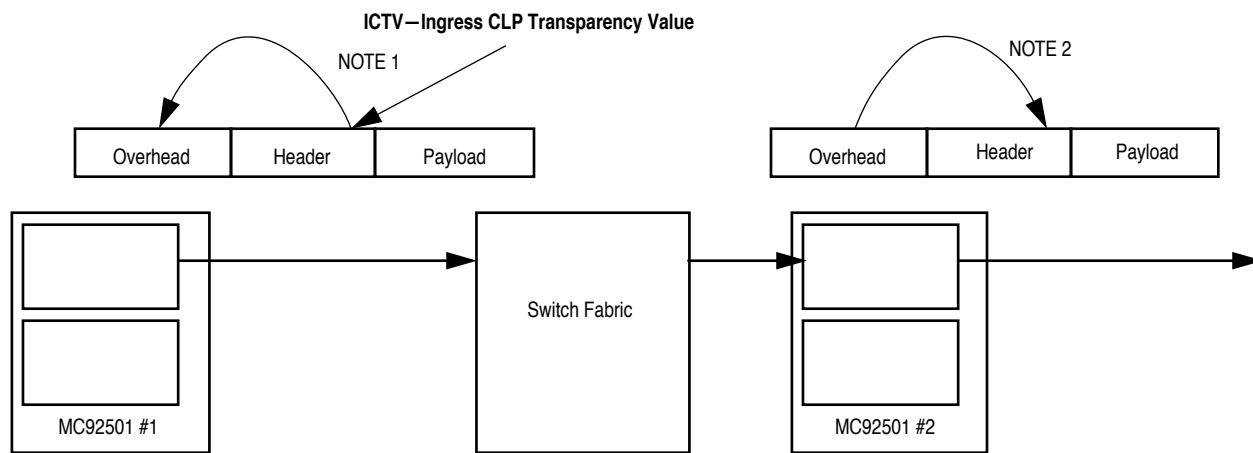 ICTV—Ingress CLP Transparency Value
NOTE 1
NOTE 2
Overhead Header Payload
Overhead Header Payload
Switch Fabric
MC92501 #1
MC92501 #2